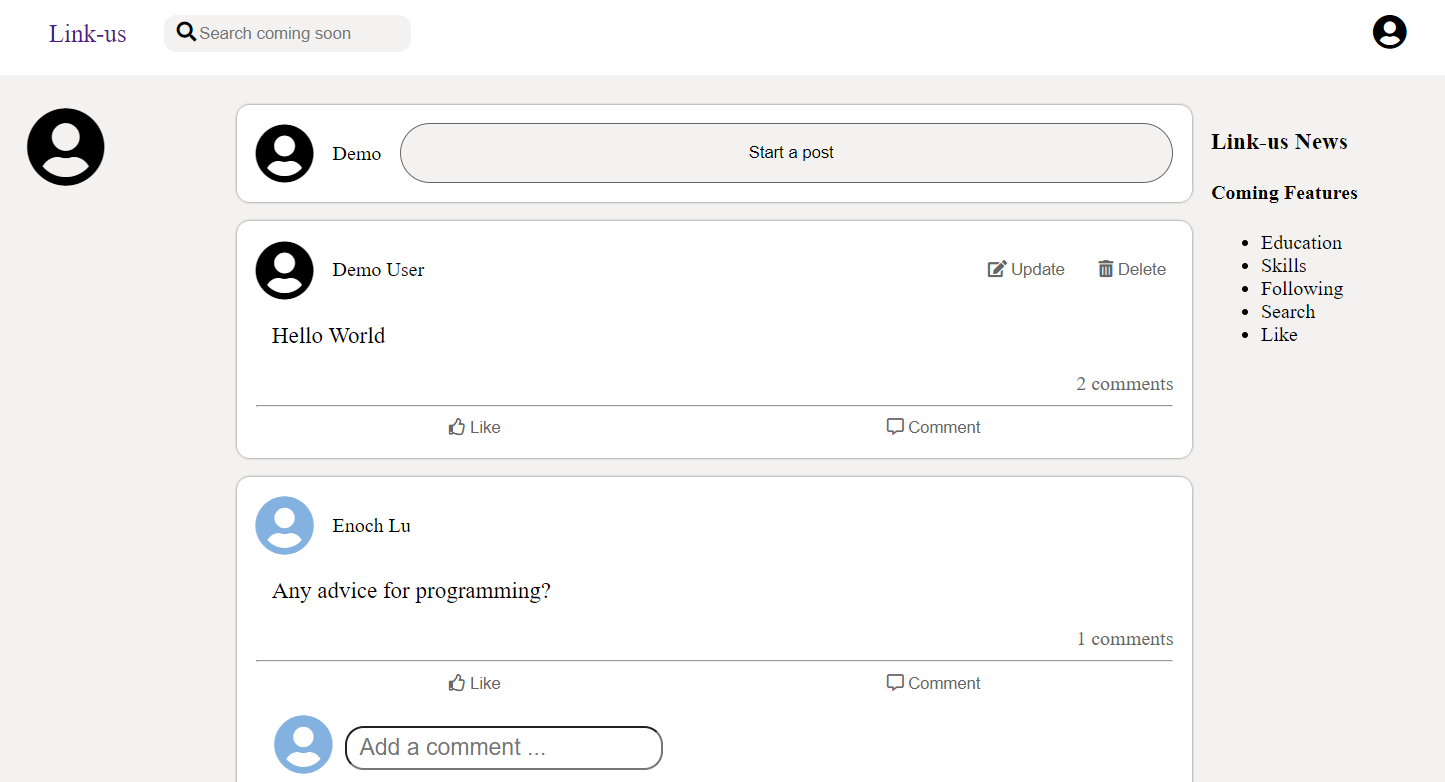 Link-us
Search coming soon
Demo
Start a post
Demo User
Update
Delete
Hello World
2 comments
Like
Comment
Enoch Lu
Any advice for programming?
1 comments
Like
Comment
Add a comment ...
Link-us News
Coming Features
Education
Skills
Following
Search
Like